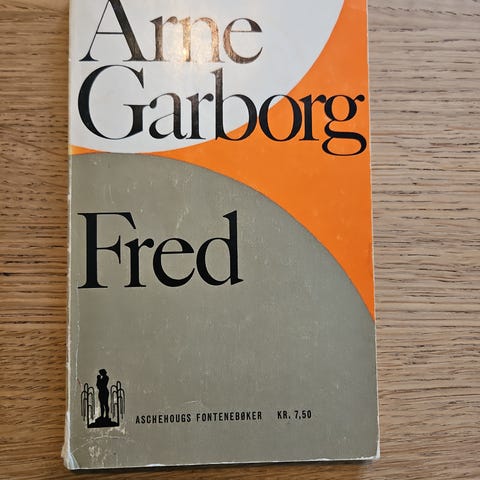 Arne
Garborg
Fred
ASCHEHOUGS FONTENEBØKER KR. 7,50